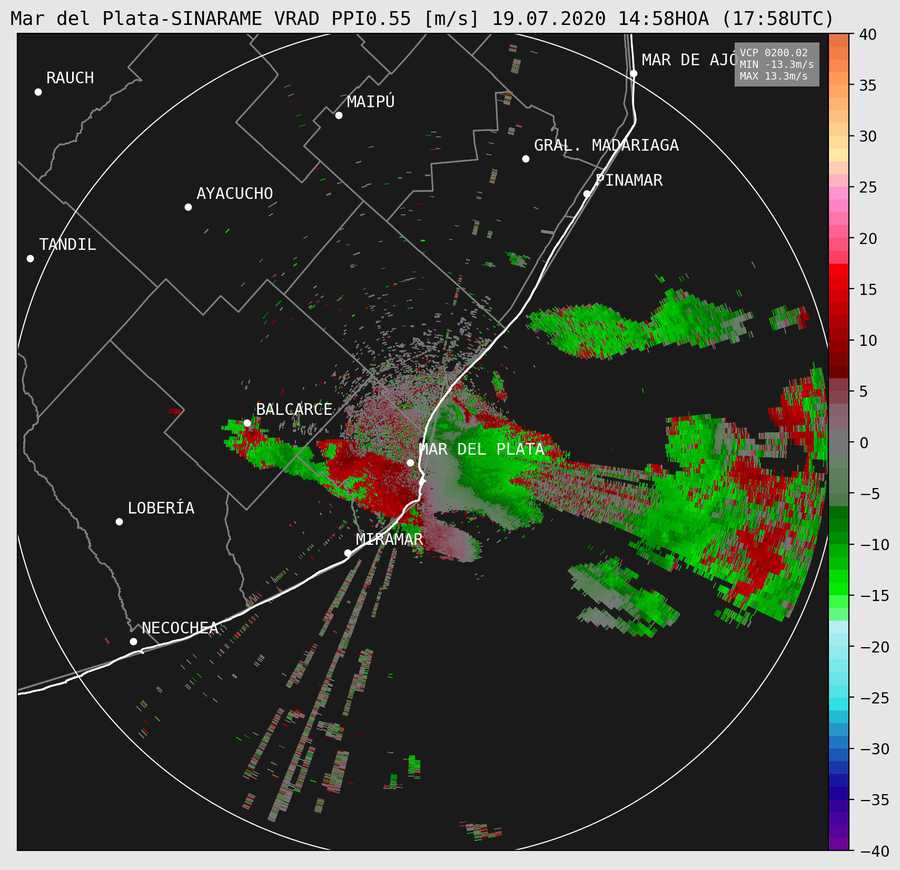 Mar del Plata-SINARAME VRAD PPI0.55 [m/s] 19.07.2020 14:58HOA (17:58UTC)
VCP 0200.02
MIN -13.3m/s
MAX 13.3m/s
MAR DE AJÓ
RAUCH
MAIPÚ
GRAL. MADARIAGA
PINAMAR
AYACUCHO
TANDIL
BALCARCE
MAR DEL PLATA
LOBERÍA
MIRAMAR
NECOCHEA
40
35
30
25
20
15
10
5
0
−5
−10
−15
−20
−25
−30
−35
−40